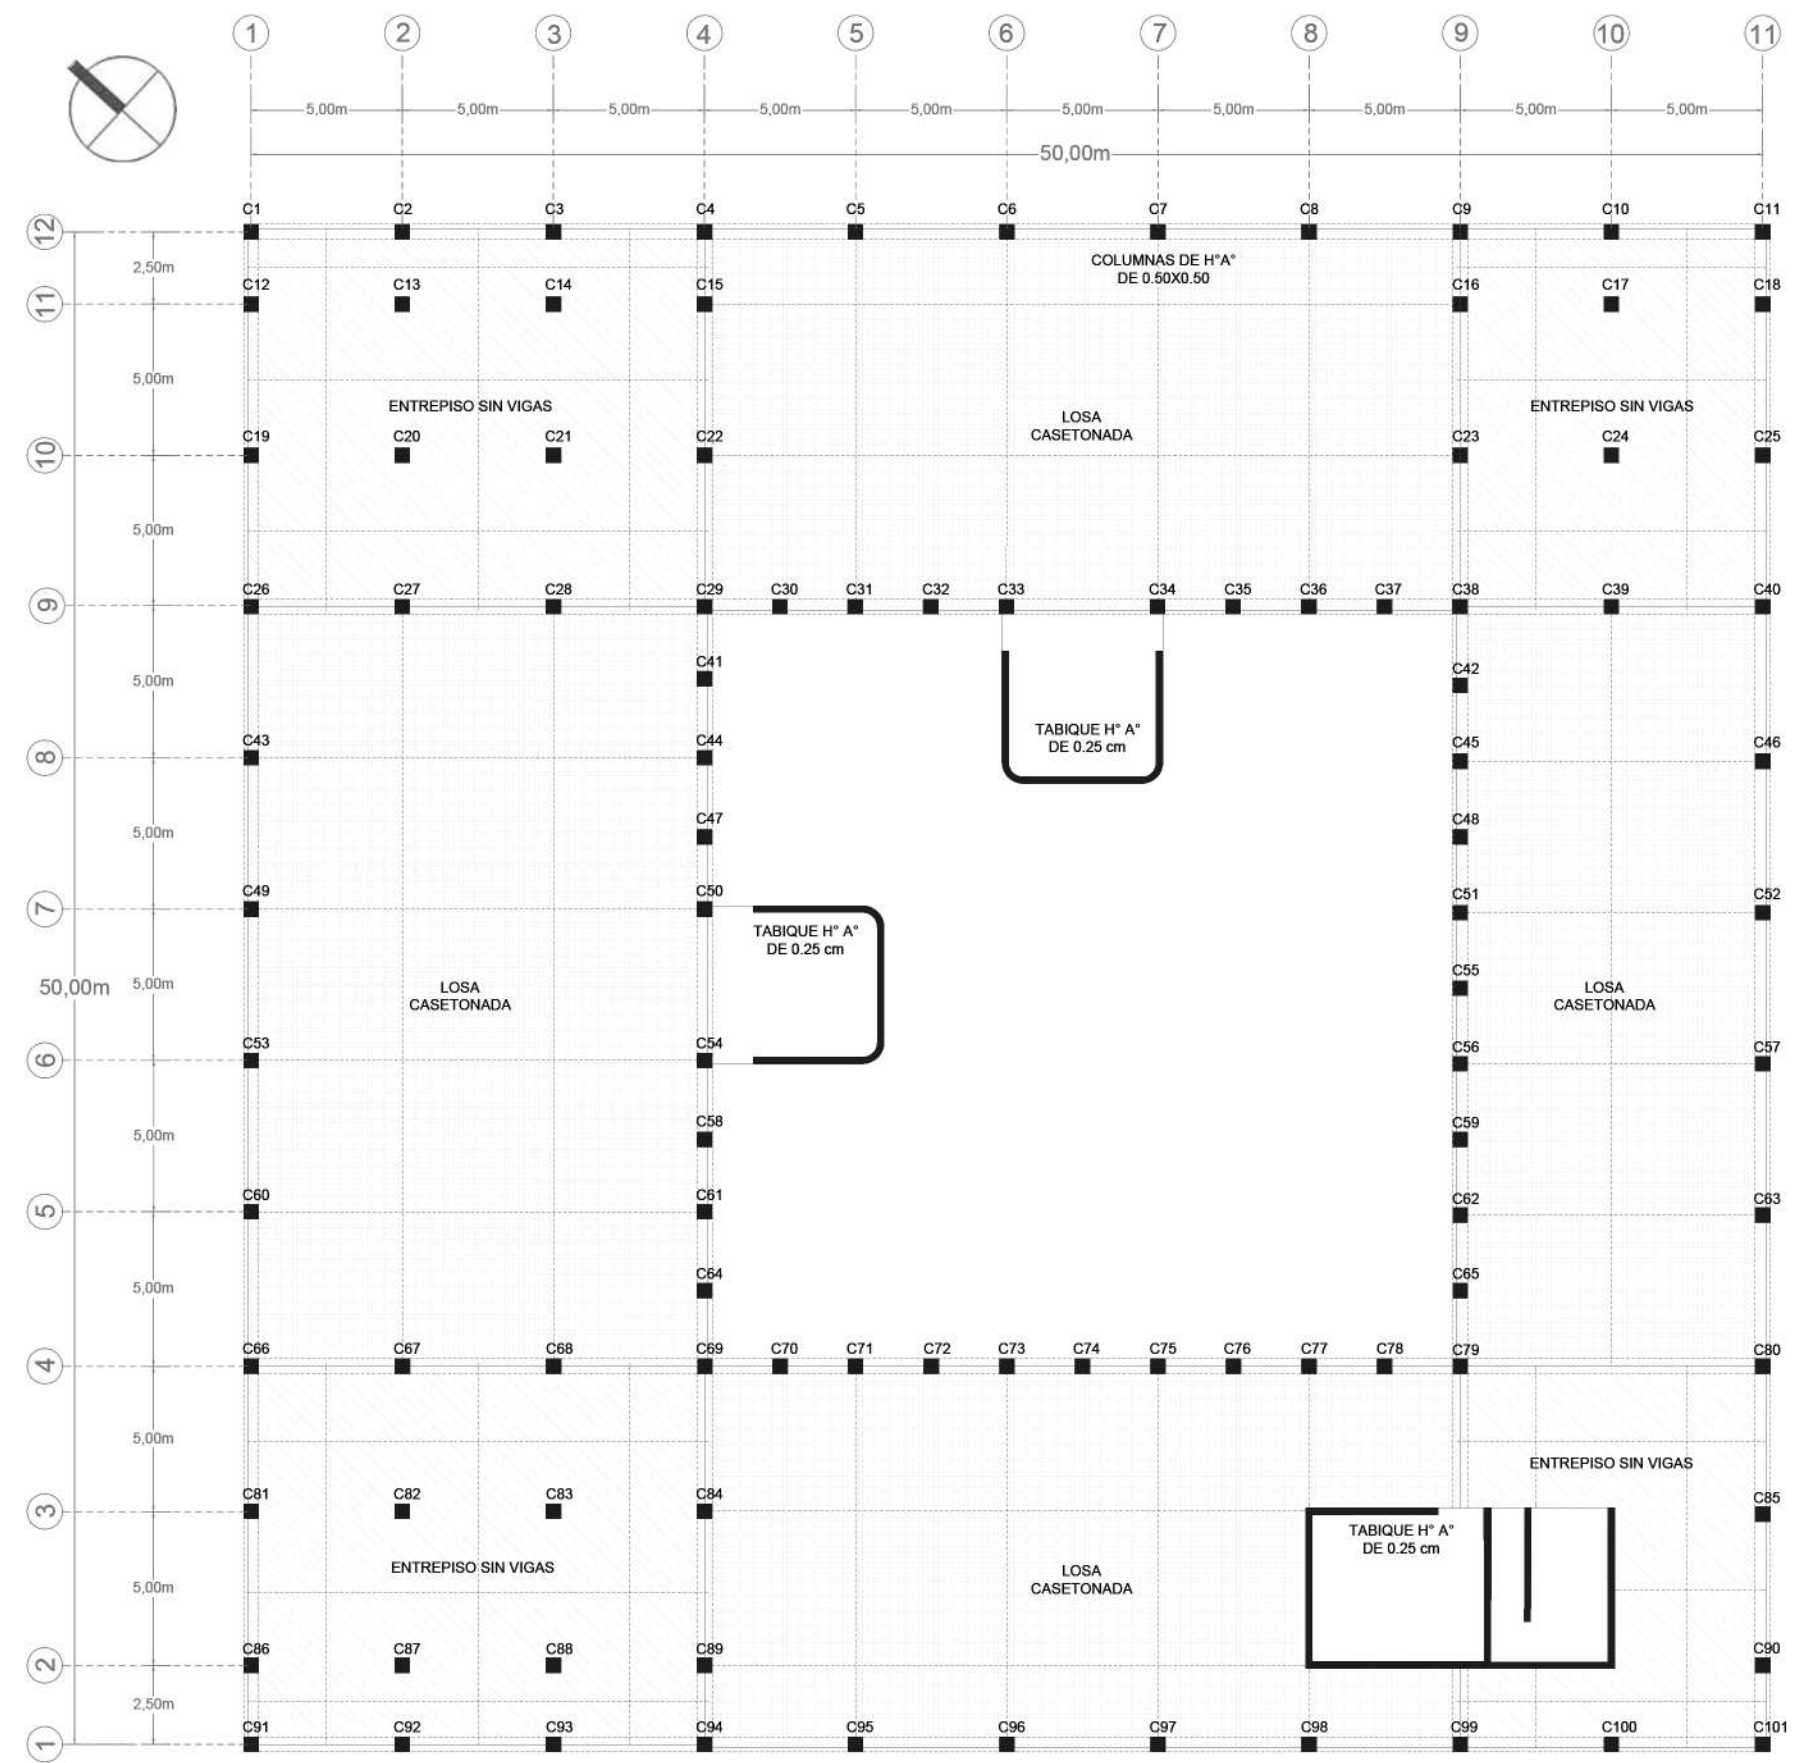 1 2 3 4 5 6 7 8 9 10 11
5,00m 5,00m 5,00m 5,00m 5,00m 5,00m 5,00m 5,00m 5,00m 5,00m
50,00m
C1 C2 C3 C4 C5 C6 C7 C8 C9 C10 C11
12
COLUMNAS DE H°A°
DE 0.50X0.50
2,50m
C12 C13 C14 C15 C16 C17 C18
11
5,00m
ENTREPISO SIN VIGAS
LOSA
CASETONADA
ENTREPISO SIN VIGAS
C19 C20 C21 C22 C23 C24 C25
10
5,00m
C26 C27 C28 C29 C30 C31 C32 C33 C34 C35 C36 C37 C38 C39 C40
9
C41 C42
5,00m
TABIQUE H° A°
DE 0.25 cm
C43 C44 C45 C46
8
C47 C48
5,00m
C49 C50 C51 C52
7
TABIQUE H° A°
DE 0.25 cm
C55
50,00m 5,00m
LOSA
CASETONADA
LOSA
CASETONADA
C53 C54 C56 C57
6
C58 C59
5,00m
C60 C61 C62 C63
5
C64 C65
5,00m
C66 C67 C68 C69 C70 C71 C72 C73 C74 C75 C76 C77 C78 C79 C80
4
5,00m
ENTREPISO SIN VIGAS
C81 C82 C83 C84 C85
3
TABIQUE H° A°
DE 0.25 cm
ENTREPISO SIN VIGAS
LOSA
CASETONADA
5,00m
C86 C87 C88 C89 C90
2
2,50m
C91 C92 C93 C94 C95 C96 C97 C98 C99 C100 C101
1